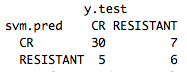 y.test
svm.pred CR RESISTANT
CR 30 7
RESISTANT 5 6